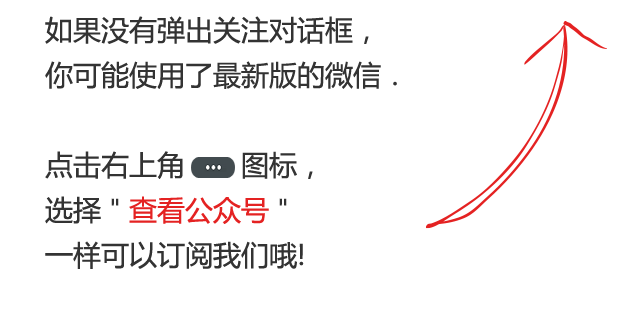 如果没有弹出关注对话框，
你可能使用了最新版的微信．
点击右上角 ... 图标，
选择＂查看公众号＂
一样可以订阅我们哦!